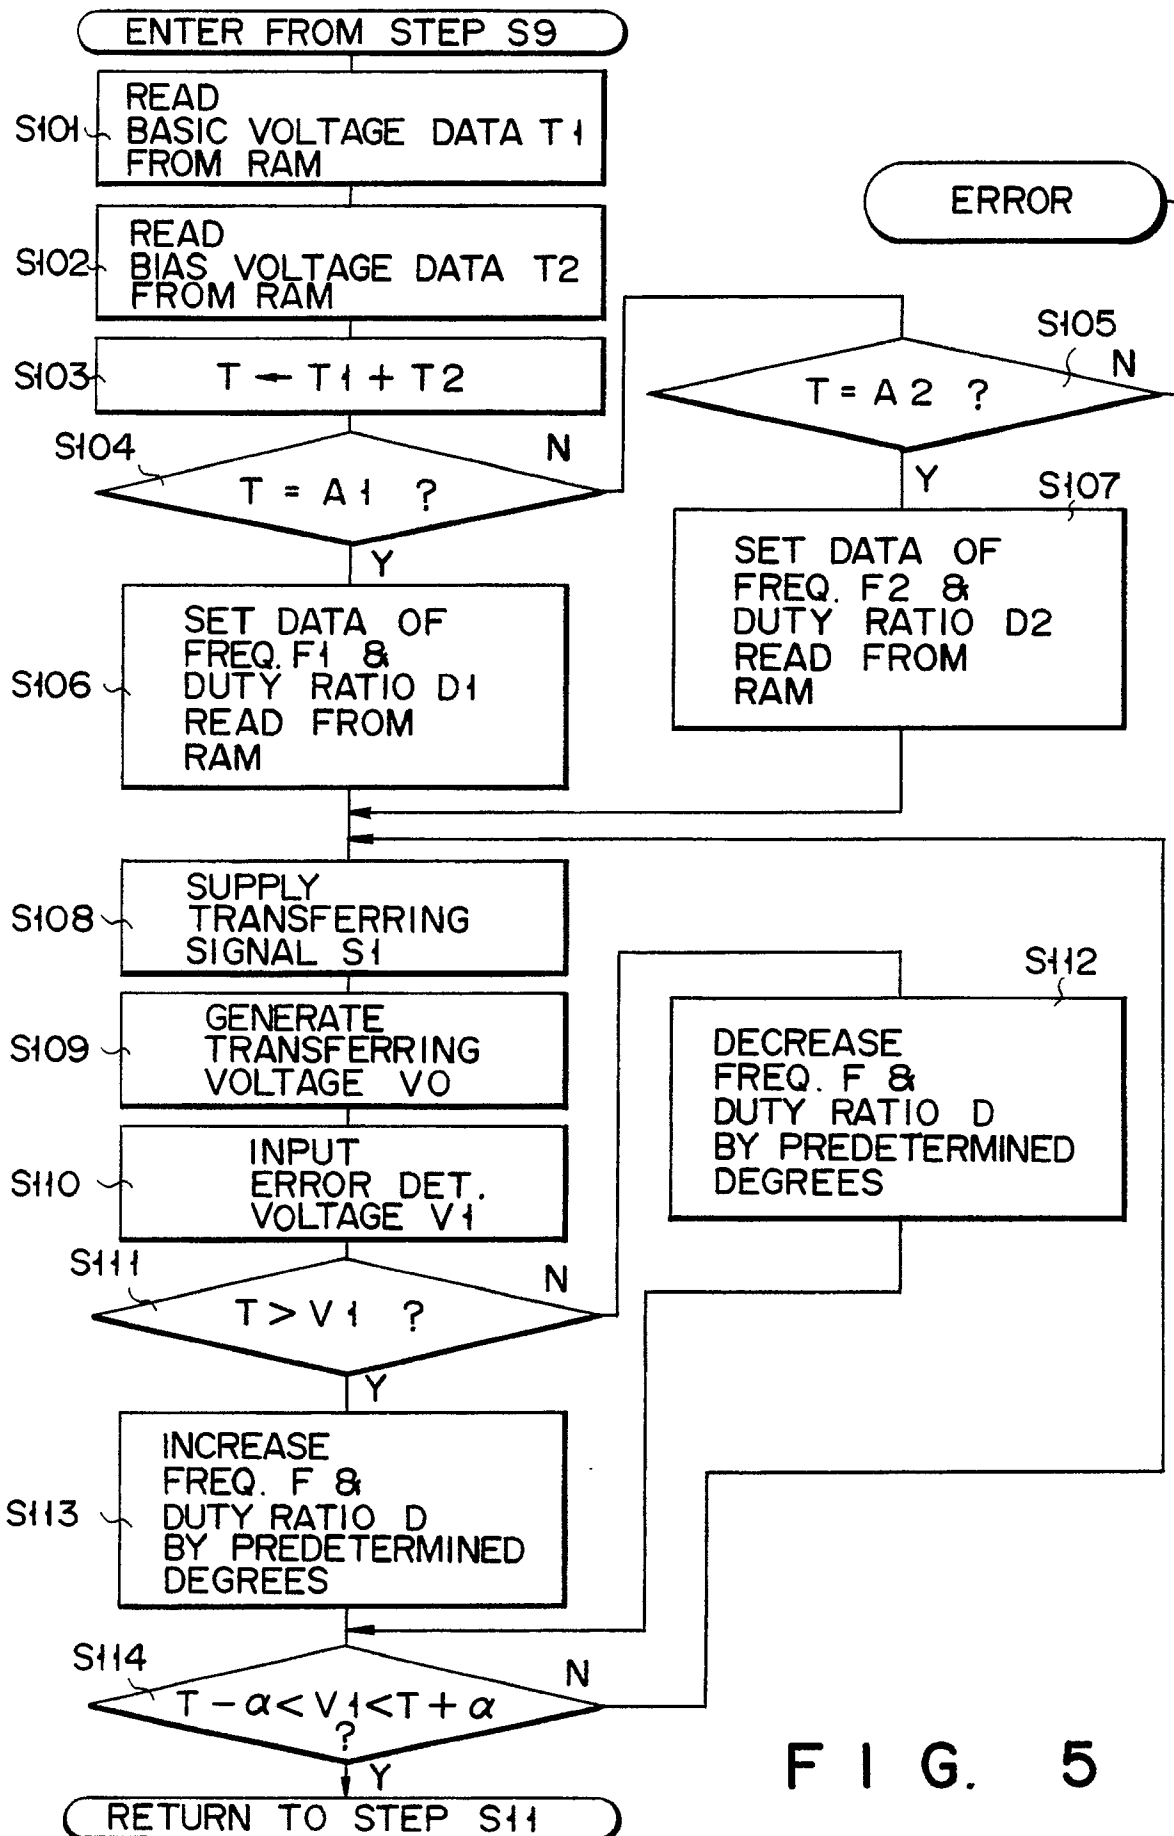 ENTER FROM STEP S9
S101
READ
BASIC VOLTAGE DATA T1
FROM RAM
S102
READ
BIAS VOLTAGE DATA T2
FROM RAM
S103
T ← T1 + T2
S104
T = A1 ?
N
Y
ERROR
S105
T = A2 ?
N
Y
S106
SET DATA OF
FREQ. F1 &
DUTY RATIO D1
READ FROM
RAM
S107
SET DATA OF
FREQ. F2 &
DUTY RATIO D2
READ FROM
RAM
S108
SUPPLY
TRANSFERRING
SIGNAL S1
S109
GENERATE
TRANSFERRING
VOLTAGE VO
S110
INPUT
ERROR DET.
VOLTAGE V1
S111
T > V1 ?
N
Y
S112
DECREASE
FREQ. F &
DUTY RATIO D
BY PREDETERMINED
DEGREES
S113
INCREASE
FREQ. F &
DUTY RATIO D
BY PREDETERMINED
DEGREES
S114
T - α < V1 < T + α
?
N
Y
RETURN TO STEP S11
FIG. 5